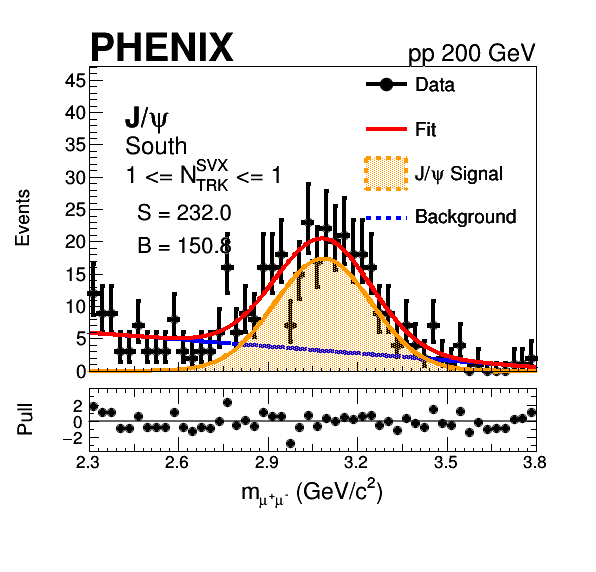 PHENIX
pp 200 GeV
J/ψ
South
1 <= N^SVX_TRK <= 1
S = 232.0
B = 150.8
Data
Fit
J/ψ Signal
Background
Events
45
40
35
30
25
20
15
10
5
0
Pull
2
0
−2
2.3 2.6 2.9 3.2 3.5 3.8
m_μ⁺μ⁻ (GeV/c²)